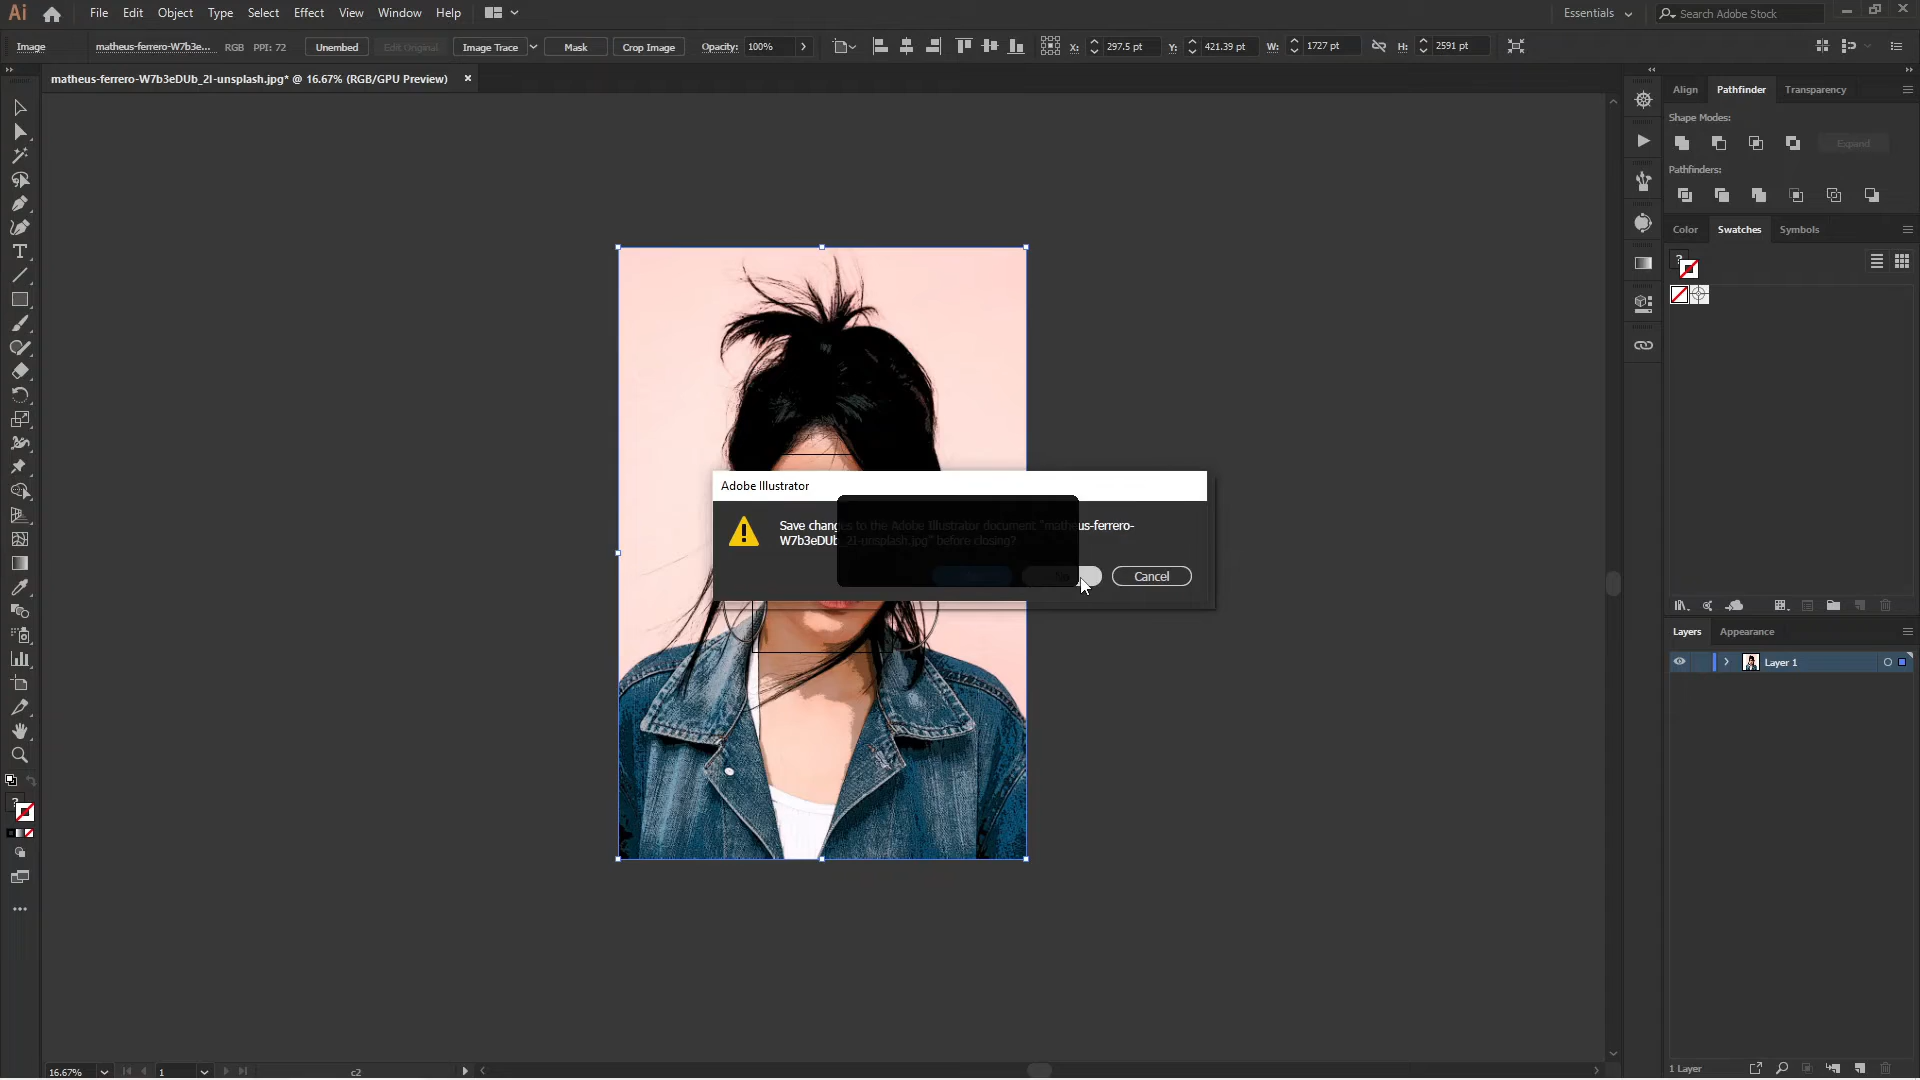 Ai File Edit Object Type Select Effect View Window Help Essentials Search Adobe Stock
Image matheus-ferrero-W7b3e... RGB PPI: 72 Unembed Edit Original Image Trace Mask Crop Image Opacity: 100% X: 297.5 pt Y: 421.39 pt W: 1727 pt H: 2591 pt
matheus-ferrero-W7b3eDUb_2I-unsplash.jpg* @ 16.67% (RGB/GPU Preview) ×
Align Pathfinder Transparency
Shape Modes:
Expand
Pathfinders:
Color Swatches Symbols
Adobe Illustrator
Save changes to the Adobe Illustrator document "matheus-ferrero-
W7b3eDUb_2I-unsplash.jpg" before closing?
No Cancel
Layers Appearance
Layer 1
16.67% 1 c2 1 Layer